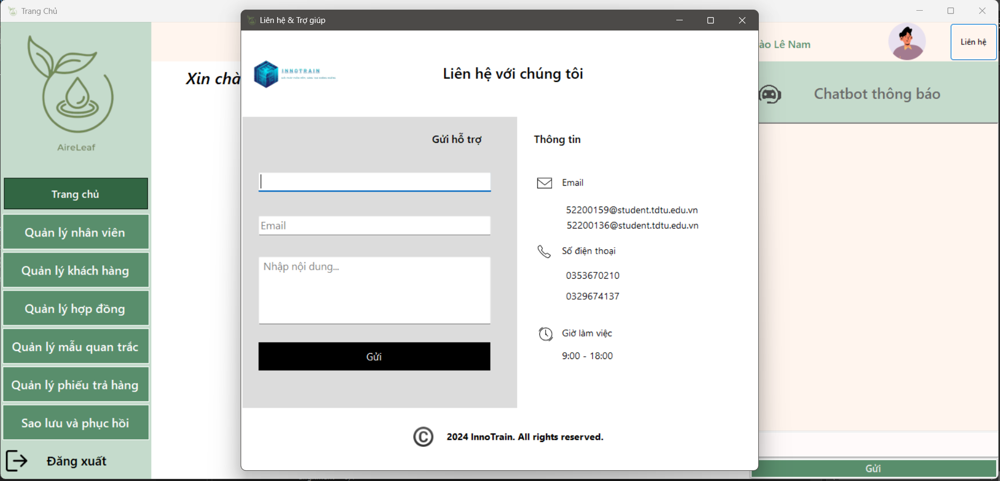 Trang Chủ
AireLeaf
Trang chủ
Quản lý nhân viên
Quản lý khách hàng
Quản lý hợp đồng
Quản lý mẫu quan trắc
Quản lý phiếu trả hàng
Sao lưu và phục hồi
Đăng xuất
Xin chà
Liên hệ & Trợ giúp
INNOTRAIN
Liên hệ với chúng tôi
Gửi hỗ trợ
Email
Nhập nội dung...
Gửi
Thông tin
Email
52200159@student.tdtu.edu.vn
52200136@student.tdtu.edu.vn
Số điện thoại
0353670210
0329674137
Giờ làm việc
9:00 - 18:00
© 2024 InnoTrain. All rights reserved.
ào Lê Nam
Liên hệ
Chatbot thông báo
Gửi